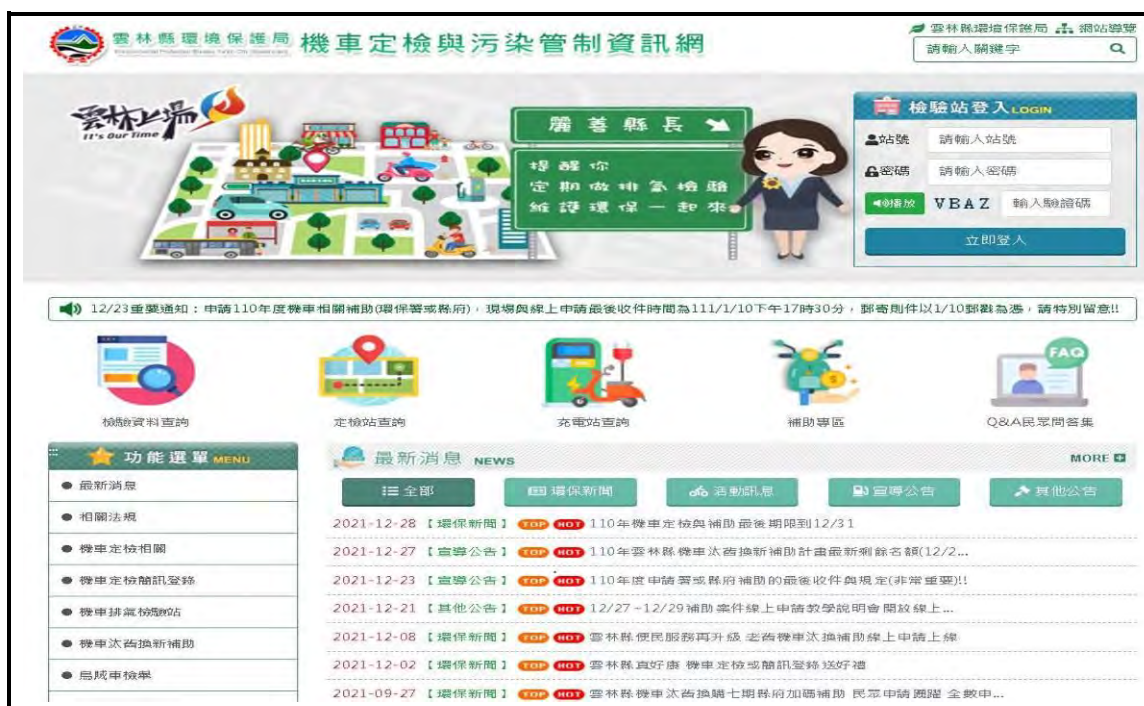 雲林縣環境保護局 機車定檢與污染管制資訊網
雲林縣環境保護局 網站導覽
請輸入關鍵字
雲林上場
It's Our Time
麗善縣長
提醒你
定期做排氣檢驗
維護環保一起來
檢驗站登入 LOGIN
站號 請輸入站號
密碼 請輸入密碼
播放 VBAZ 輸入驗證碼
立即登入
12/23重要通知：申請110年度機車相關補助(環保署或縣府)，現場與線上申請最後收件時間為111/1/10下午17時30分，郵寄則件以1/10郵戳為憑，請特別留意!!
FAQ
檢驗資料查詢 定檢站查詢 充電站查詢 補助專區 Q&A民眾問答集
功能選單 MENU
最新消息
相關法規
機車定檢相關
機車定檢簡訊登錄
機車排氣檢驗站
機車汰舊換新補助
烏賊車檢舉
最新消息 NEWS MORE
全部 環保新聞 活動訊息 宣導公告 其他公告
2021-12-28【環保新聞】TOP HOT 110年機車定檢與補助最後期限到12/31
2021-12-27【宣導公告】TOP HOT 110年雲林縣機車汰舊換新補助計畫最新剩餘名額(12/2...
2021-12-23【宣導公告】TOP HOT 110年度申請署或縣府補助的最後收件與規定(非常重要)!!
2021-12-21【其他公告】TOP HOT 12/27~12/29補助案件線上申請教學說明會開放線上...
2021-12-08【環保新聞】TOP HOT 雲林縣便民服務再升級 老舊機車汰換補助線上申請上線
2021-12-02【環保新聞】TOP HOT 雲林縣真好康 機車定檢或簡訊登錄送好禮
2021-09-27【環保新聞】TOP HOT 雲林縣機車汰舊換購七期縣府加碼補助 民眾申請踴躍 全數申...